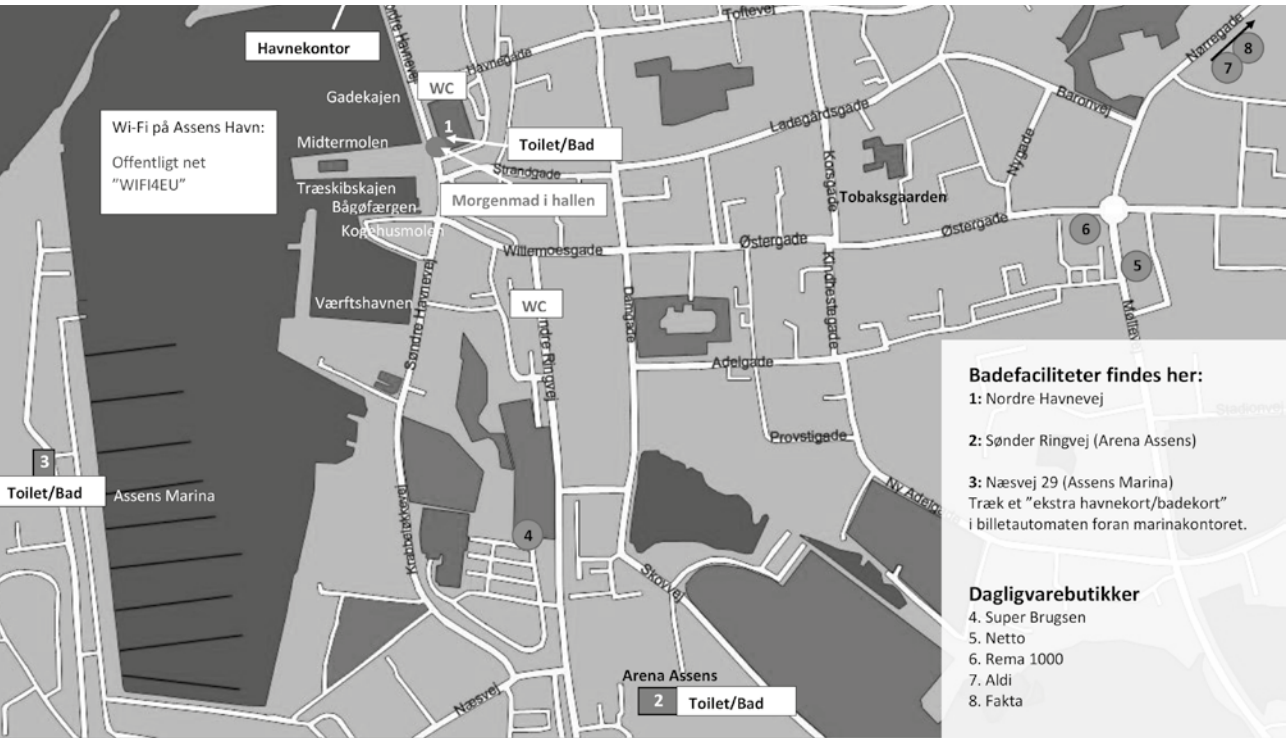 Havnekontor
Nordre Havnevej
Toftevej
Havnegade
Nørregade
8
7
WC
Gadekajen
1
Baronvej
Wi-Fi på Assens Havn:
Offentligt net
”WIFI4EU”
Midtermolen
Toilet/Bad
Ladegårdsgade
Nygade
Korsgade
Strandgade
Træskibskajen
Bågøfærgen
Morgenmad i hallen
Tobaksgaarden
Kogehusmolen
Østergade
Østergade
6
Willemoesgade
5
Værftshavnen
WC
Søndre Havnevej
Søndre Ringvej
Damgade
Kindhestegade
Møllevej
Adelgade
Provstigade
Ny Adelgade
3
Toilet/Bad
Assens Marina
4
Krabbeløkkevej
Skovvej
Arena Assens
2
Toilet/Bad
Næsvej
Badefaciliteter findes her:
1: Nordre Havnevej
2: Sønder Ringvej (Arena Assens)
3: Næsvej 29 (Assens Marina)
Træk et ”ekstra havnekort/badekort”
i billetautomaten foran marinakontoret.
Dagligvarebutikker
4. Super Brugsen
5. Netto
6. Rema 1000
7. Aldi
8. Fakta